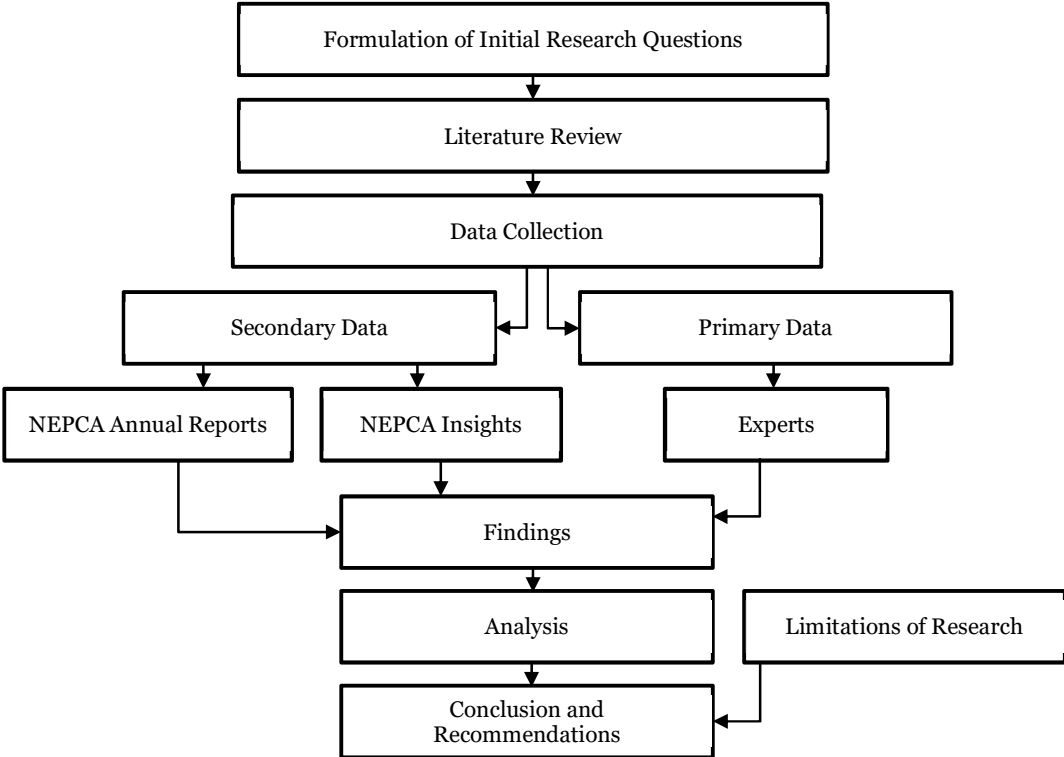 Formulation of Initial Research Questions
Literature Review
Data Collection
Secondary Data
Primary Data
NEPCA Annual Reports
NEPCA Insights
Experts
Findings
Analysis
Limitations of Research
Conclusion and
Recommendations